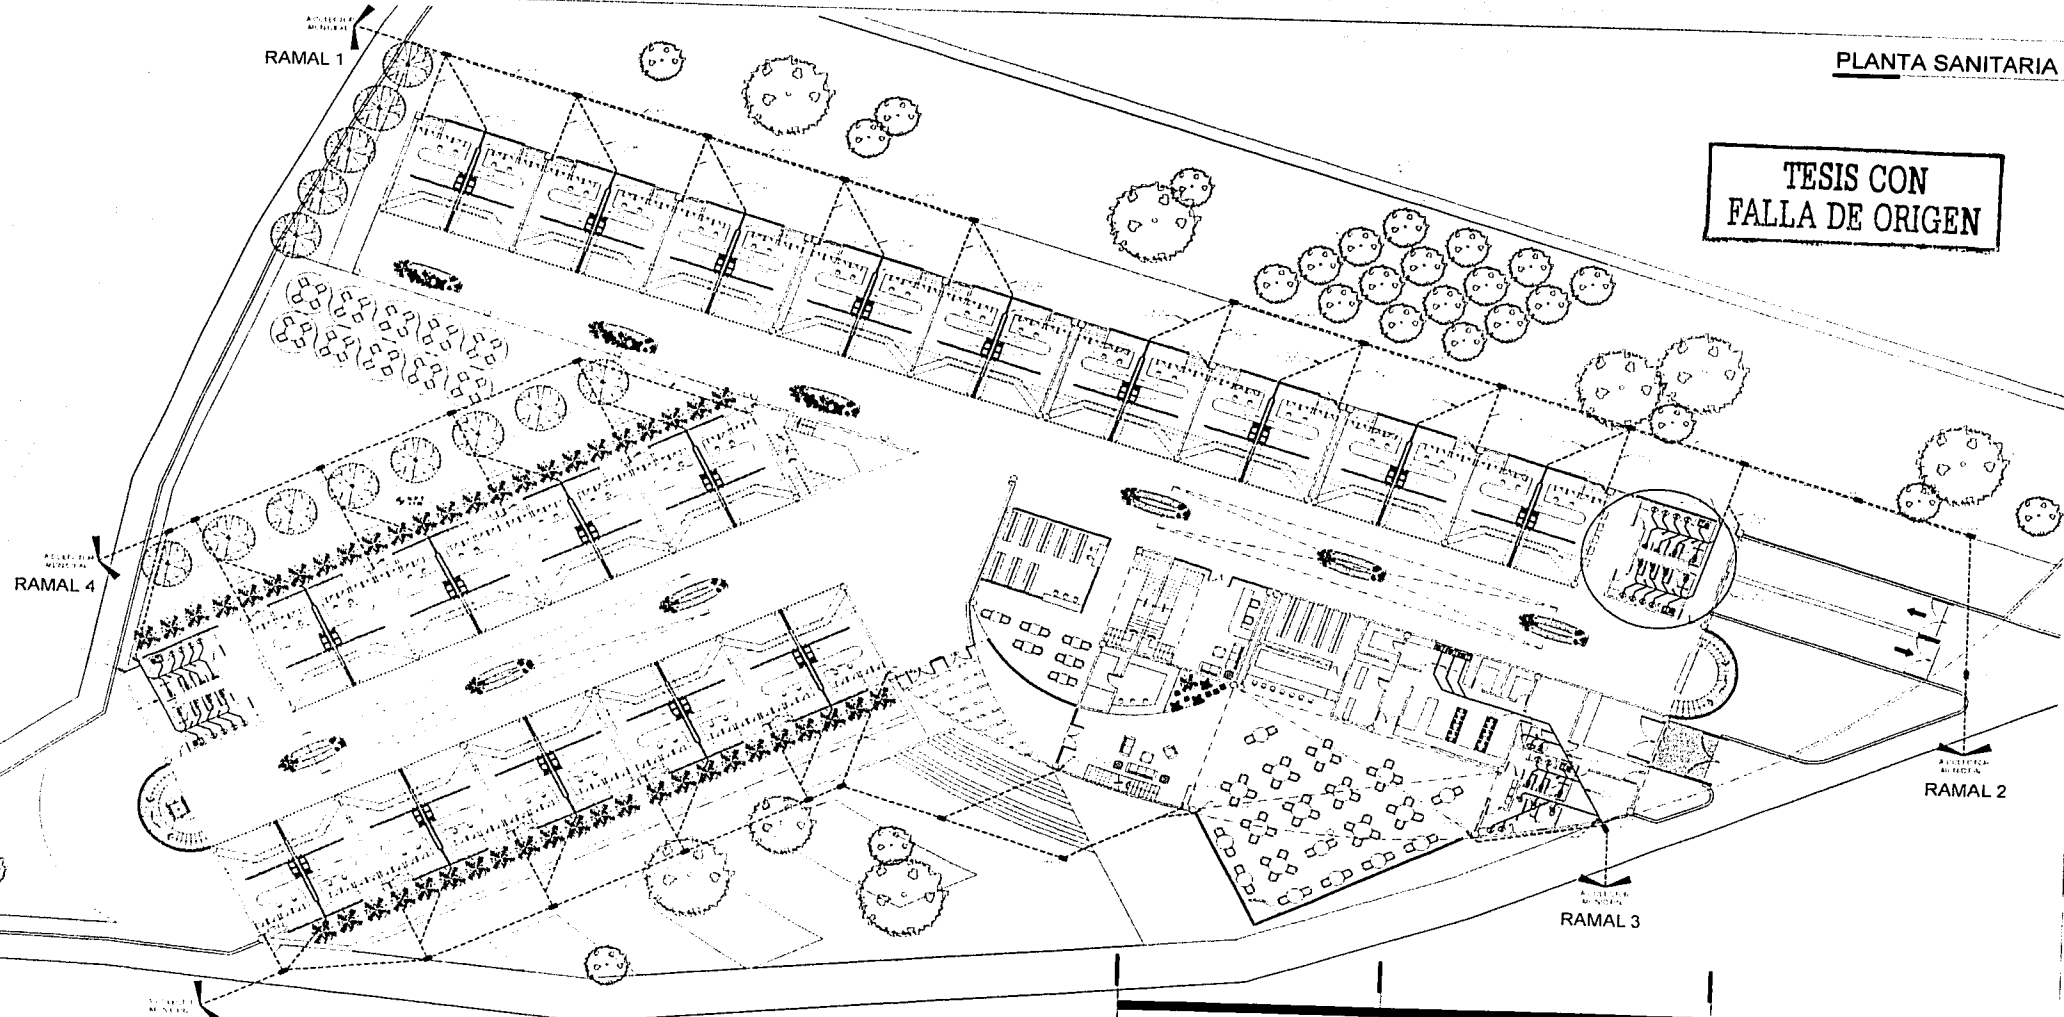 RAMAL 1
PLANTA SANITARIA
TESIS CON
FALLA DE ORIGEN
RAMAL 4
RAMAL 2
RAMAL 3